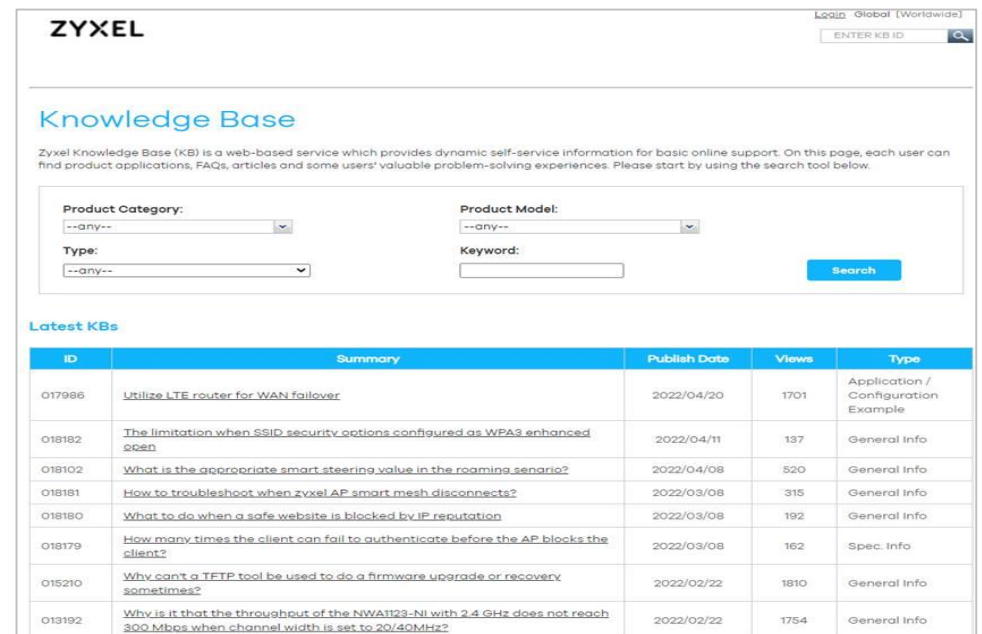 Login Global [Worldwide]
ZYXEL
ENTER KB ID
Knowledge Base
Zyxel Knowledge Base (KB) is a web-based service which provides dynamic self-service information for basic online support. On this page, each user can
find product applications, FAQs, articles and some users' valuable problem-solving experiences. Please start by using the search tool below.
Product Category:
--any--
Product Model:
--any--
Type:
--any--
Keyword:
Search
Latest KBs
ID Summary Publish Date Views Type
017986 Utilize LTE router for WAN failover 2022/04/20 1701 Application /
Configuration
Example
018182 The limitation when SSID security options configured as WPA3 enhanced
open 2022/04/11 137 General Info
018102 What is the appropriate smart steering value in the roaming senario? 2022/04/08 520 General Info
018181 How to troubleshoot when zyxel AP smart mesh disconnects? 2022/03/08 315 General Info
018180 What to do when a safe website is blocked by IP reputation 2022/03/08 192 General Info
018179 How many times the client can fail to authenticate before the AP blocks the
client? 2022/03/08 162 Spec. Info
015210 Why can't a TFTP tool be used to do a firmware upgrade or recovery
sometimes? 2022/02/22 1810 General Info
013192 Why is it that the throughput of the NWA1123-NI with 2.4 GHz does not reach
300 Mbps when channel width is set to 20/40MHz? 2022/02/22 1754 General Info